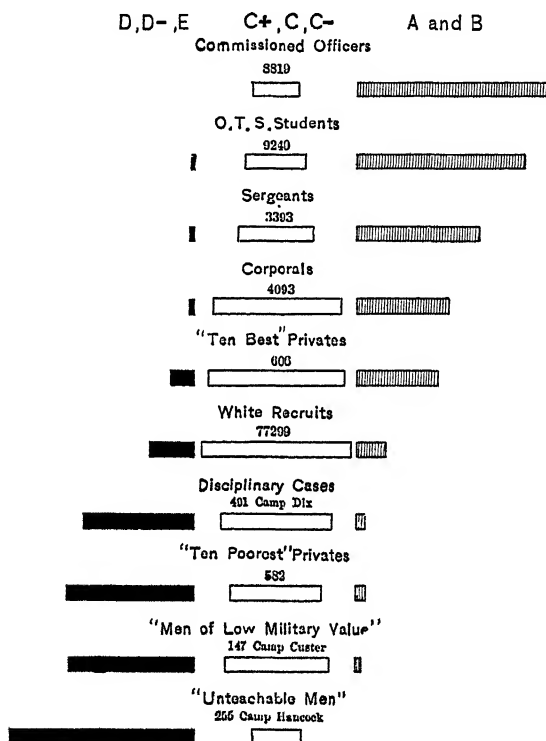 D,D-,E C+,C,C- A and B
Commissioned Officers
8819
O.T.S. Students
9240
Sergeants
3393
Corporals
4093
"Ten Best" Privates
606
White Recruits
77299
Disciplinary Cases
491 Camp Dix
"Ten Poorest" Privates
582
"Men of Low Military Value"
147 Camp Custer
"Unteachable Men"
255 Camp Hancock